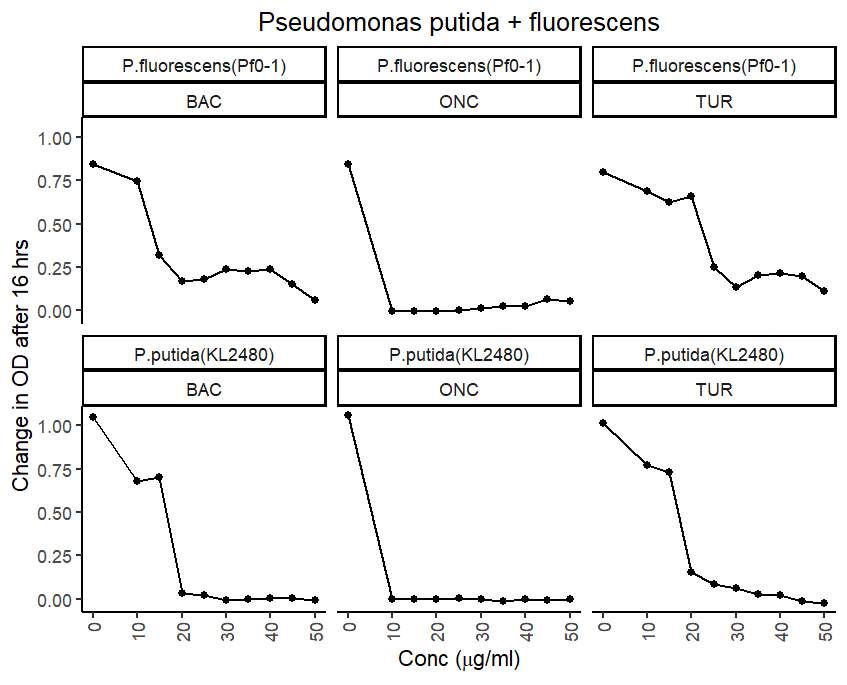 Pseudomonas putida + fluorescens
P.fluorescens(Pf0-1) P.fluorescens(Pf0-1) P.fluorescens(Pf0-1)
BAC ONC TUR
1.00
0.75
0.50
0.25
0.00
P.putida(KL2480) P.putida(KL2480) P.putida(KL2480)
BAC ONC TUR
1.00
0.75
0.50
0.25
0.00
0 10 20 30 40 50 0 10 20 30 40 50 0 10 20 30 40 50
Conc (μg/ml)
Change in OD after 16 hrs